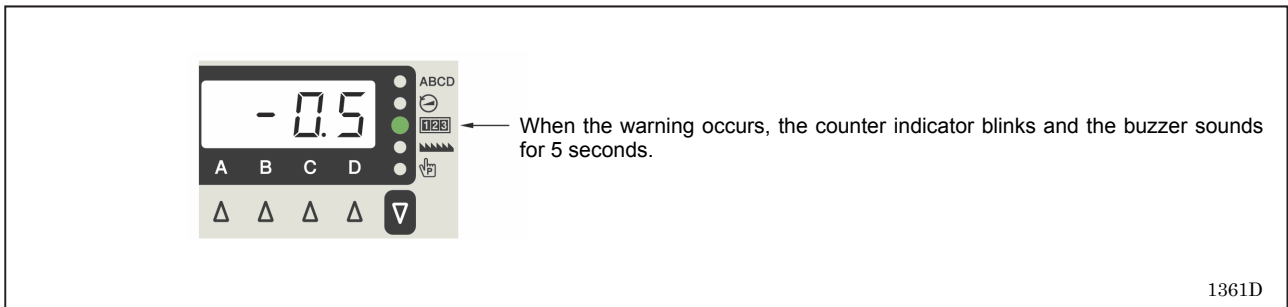 ABCD
- 0.5
123
A B C D
P
When the warning occurs, the counter indicator blinks and the buzzer sounds
for 5 seconds.
1361D